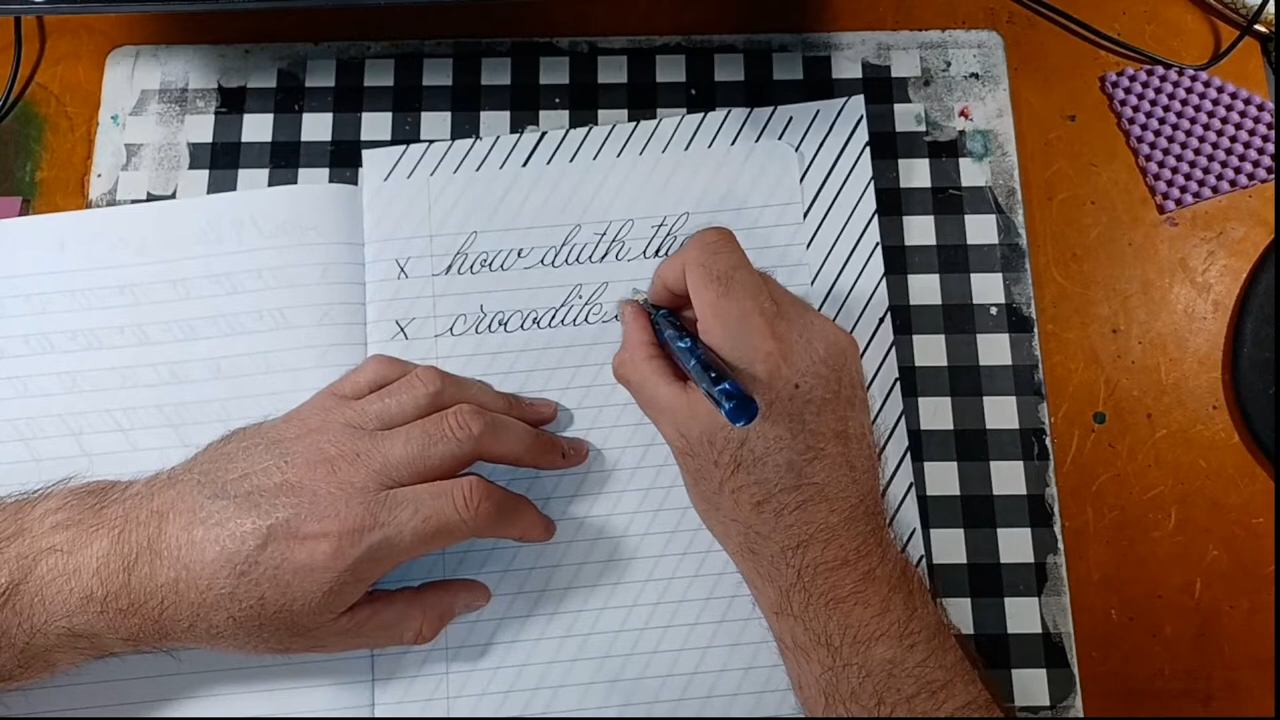 x how duth the
x crocodile